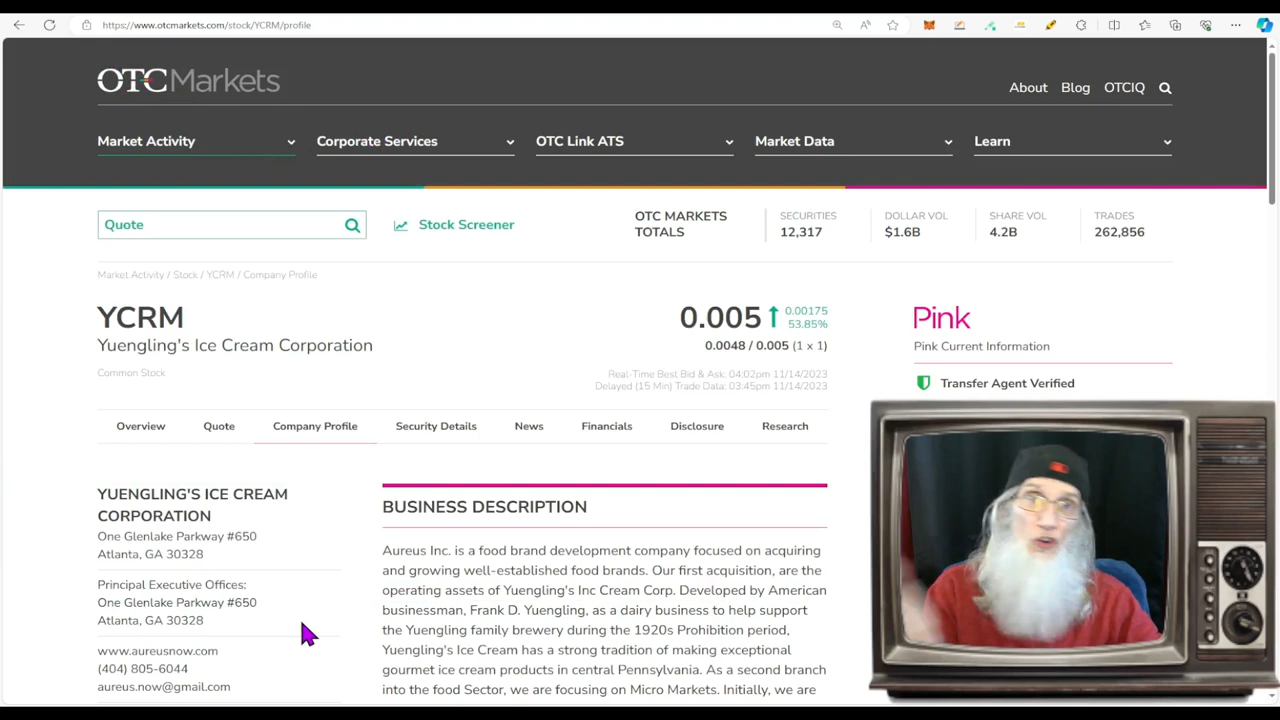 https://www.otcmarkets.com/stock/YCRM/profile
OTCMarkets
About Blog OTCIQ
Market Activity
Corporate Services
OTC Link ATS
Market Data
Learn
Quote
Stock Screener
OTC MARKETS
TOTALS
SECURITIES
12,317
DOLLAR VOL
$1.6B
SHARE VOL
4.2B
TRADES
262,856
Market Activity / Stock / YCRM / Company Profile
YCRM
Yuengling's Ice Cream Corporation
Common Stock
0.005
0.00175
53.85%
0.0048 / 0.005 (1 x 1)
Real-Time Best Bid & Ask: 04:02pm 11/14/2023
Delayed (15 Min) Trade Data: 03:45pm 11/14/2023
Pink
Pink Current Information
Transfer Agent Verified
Overview
Quote
Company Profile
Security Details
News
Financials
Disclosure
Research
YUENGLING'S ICE CREAM
CORPORATION
One Glenlake Parkway #650
Atlanta, GA 30328
Principal Executive Offices:
One Glenlake Parkway #650
Atlanta, GA 30328
www.aureusnow.com
(404) 805-6044
aureus.now@gmail.com
BUSINESS DESCRIPTION
Aureus Inc. is a food brand development company focused on acquiring
and growing well-established food brands. Our first acquisition, are the
operating assets of Yuengling's Inc Cream Corp. Developed by American
businessman, Frank D. Yuengling, as a dairy business to help support
the Yuengling family brewery during the 1920s Prohibition period,
Yuengling's Ice Cream has a strong tradition of making exceptional
gourmet ice cream products in central Pennsylvania. As a second branch
into the food Sector, we are focusing on Micro Markets. Initially, we are